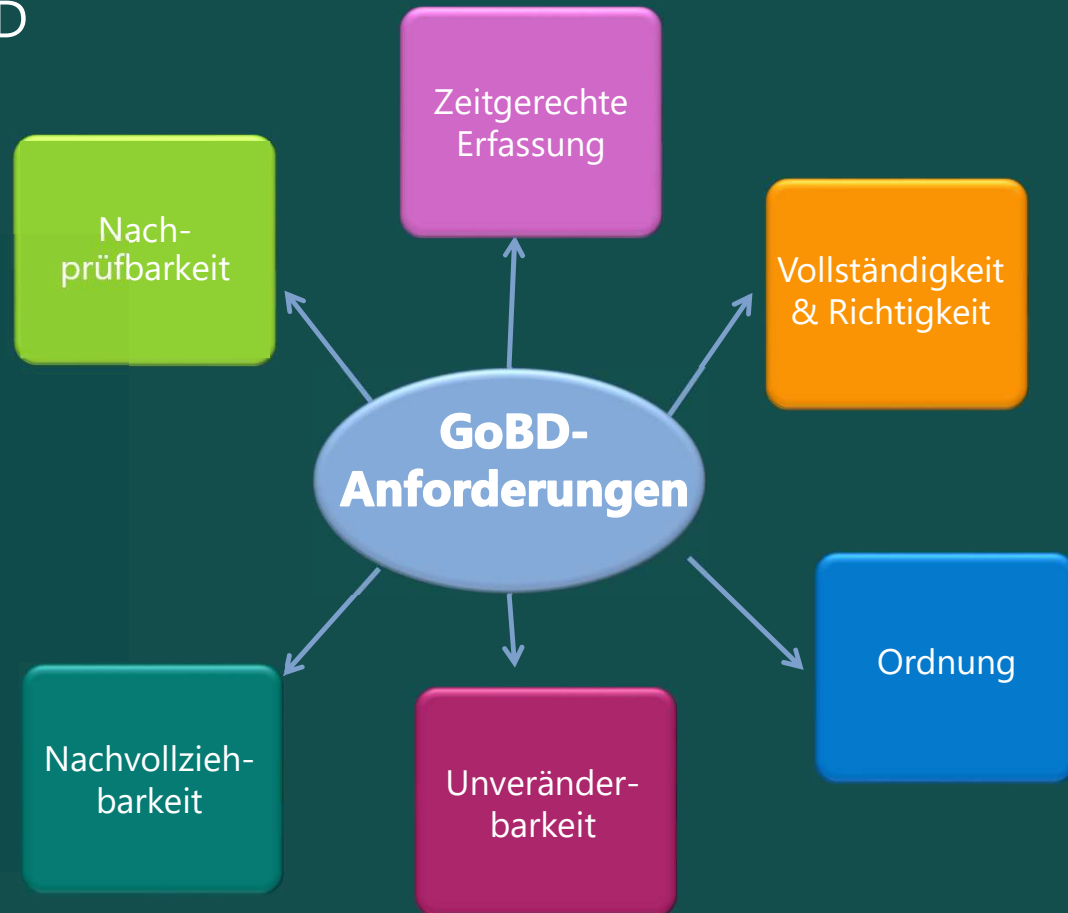 D
Zeitgerechte
Erfassung
Nach-
prüfbarkeit
Vollständigkeit
& Richtigkeit
GoBD-
Anforderungen
Ordnung
Nachvollzieh-
barkeit
Unveränder-
barkeit